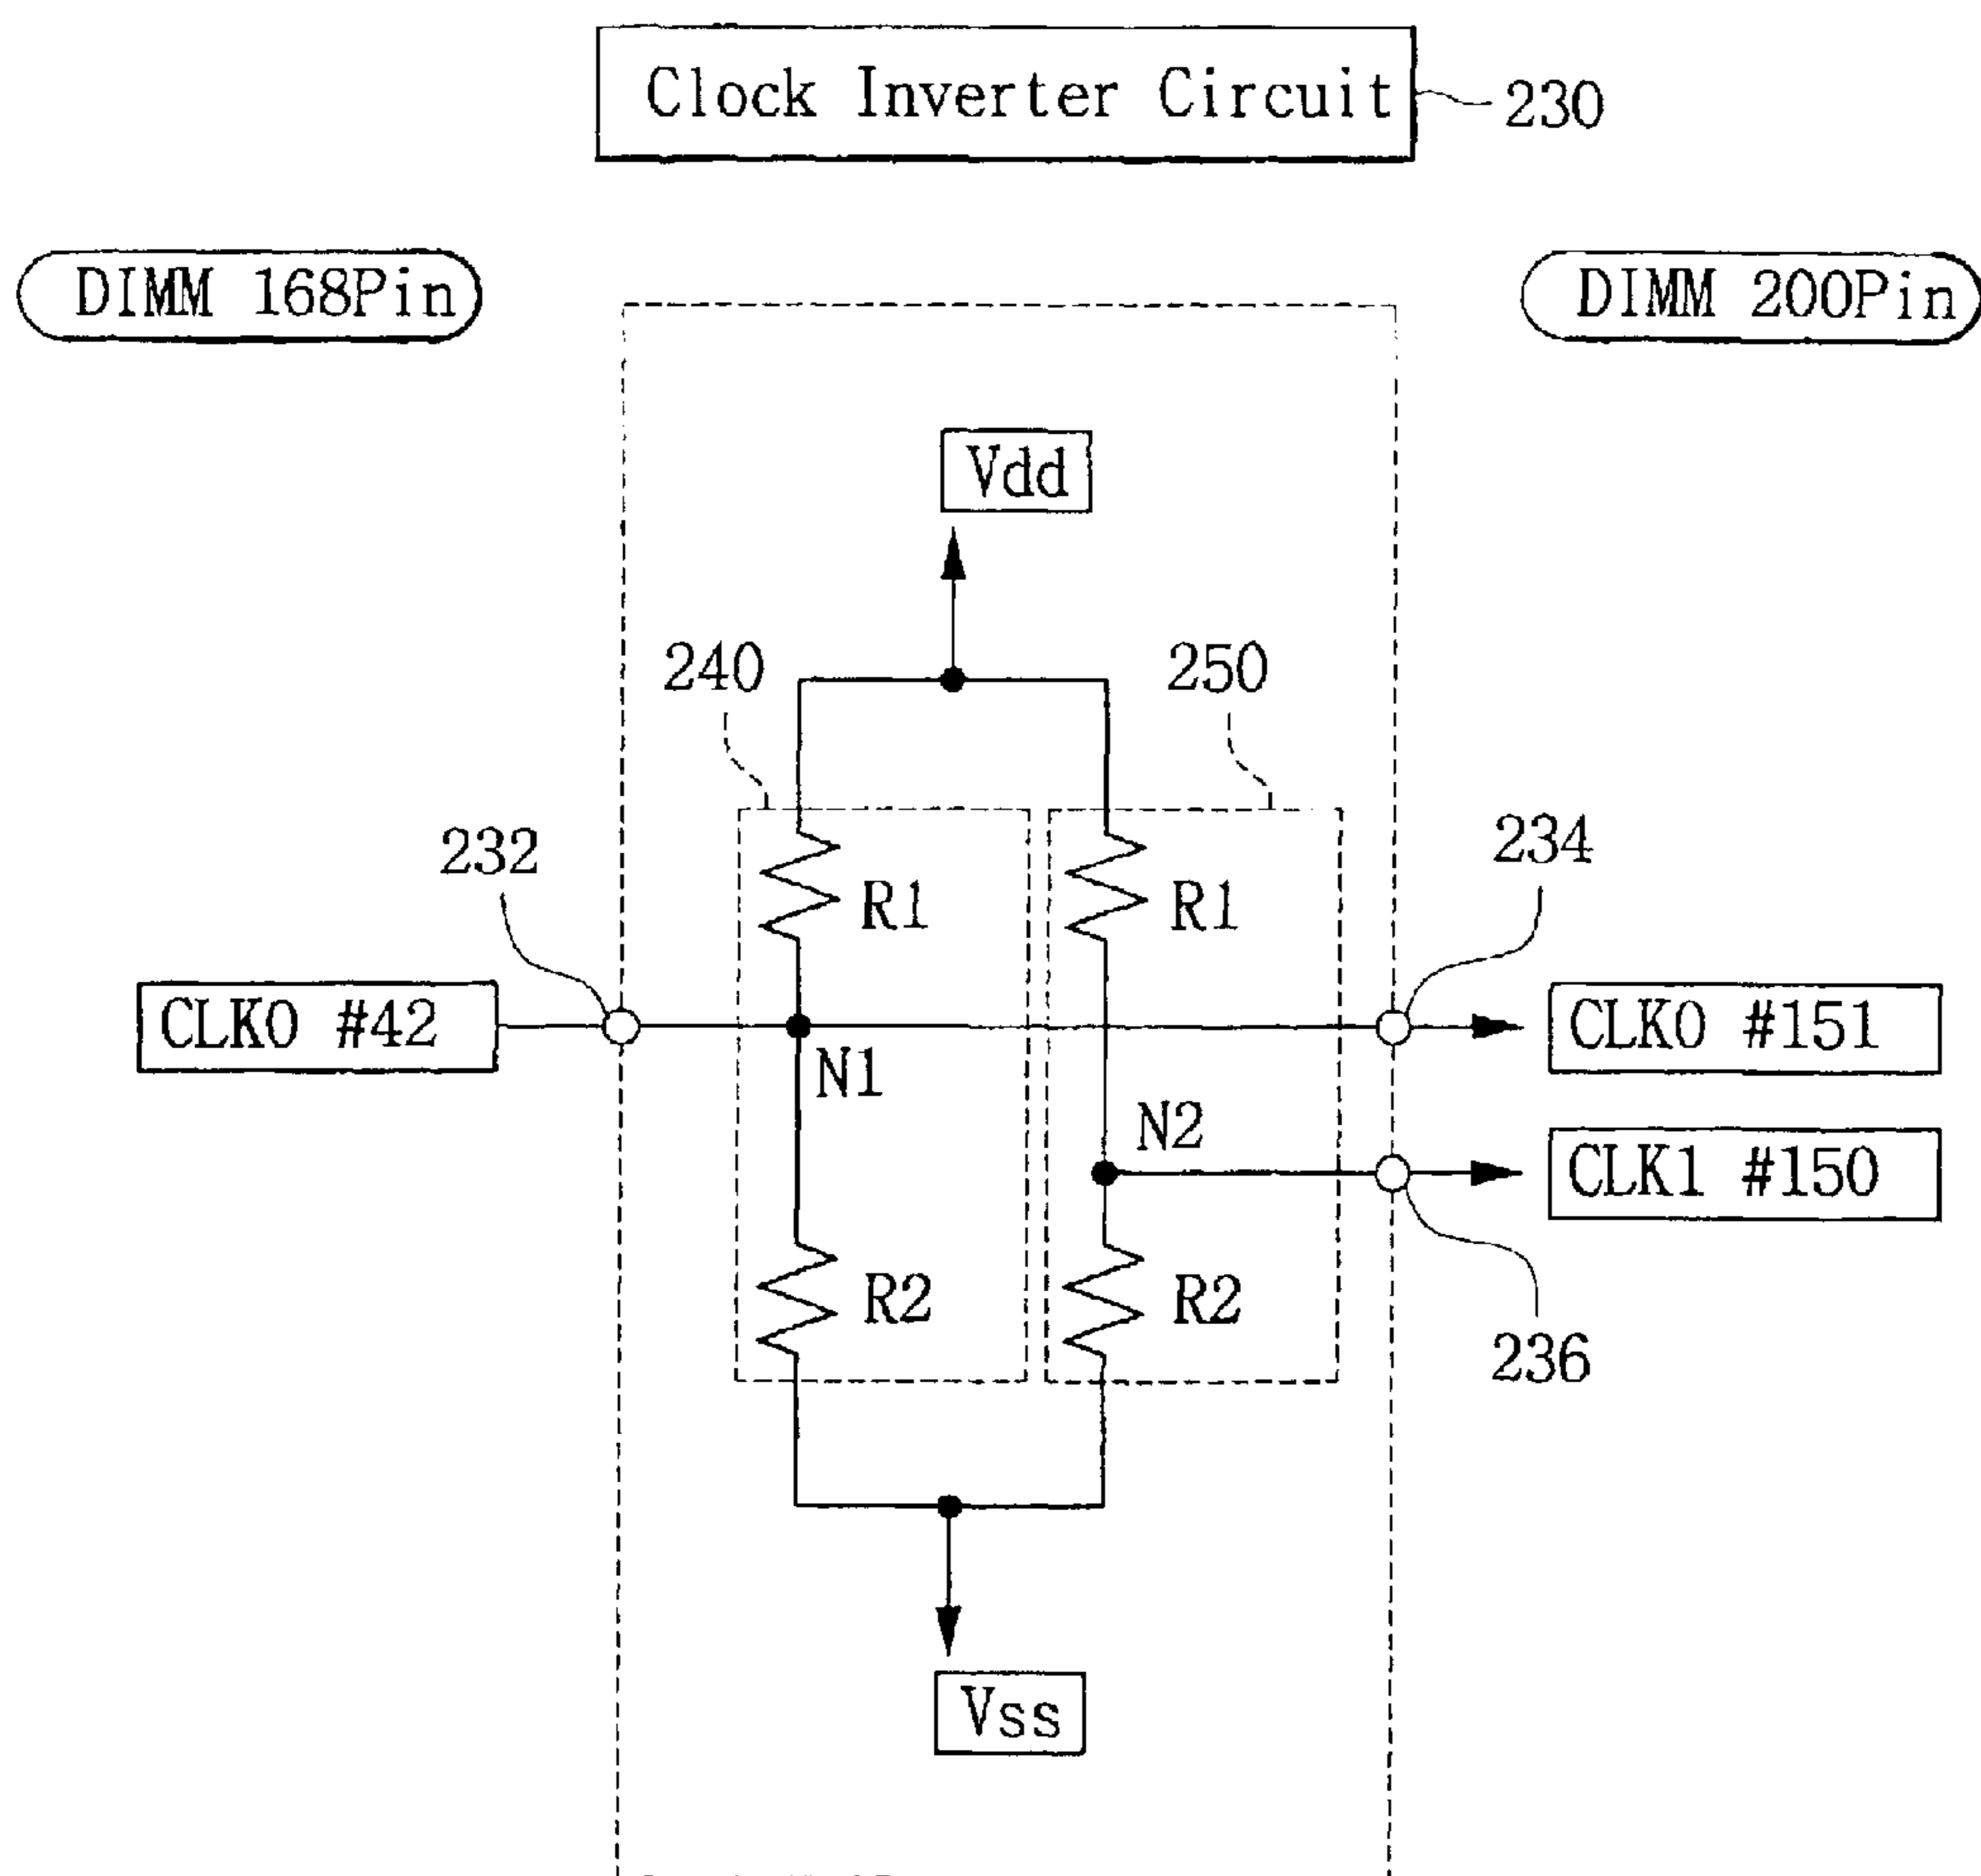 Clock Inverter Circuit
230
DIMM 168Pin
DIMM 200Pin
Vdd
240
250
232
234
R1
R1
CLK0 #42
CLK0 #151
N1
N2
CLK1 #150
R2
R2
236
Vss